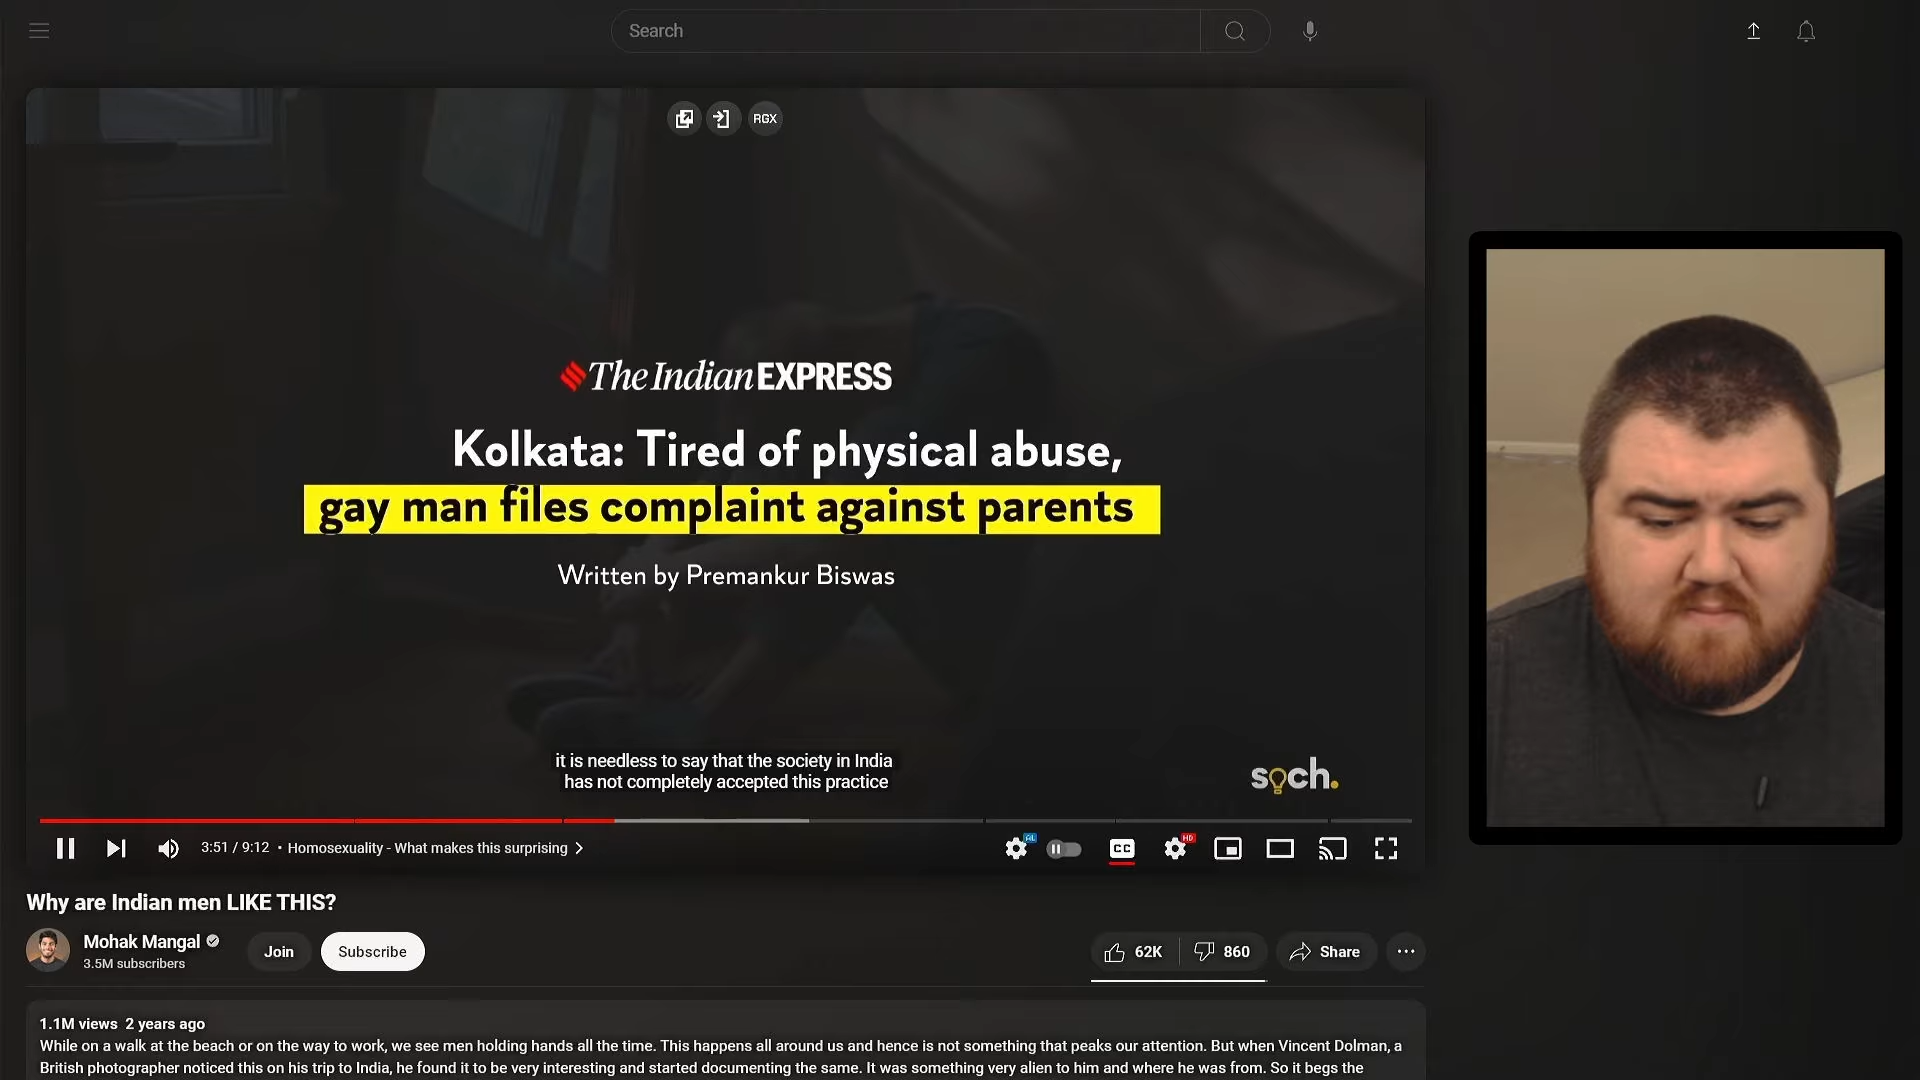 Search
RGX
The Indian EXPRESS
Kolkata: Tired of physical abuse,
gay man files complaint against parents
Written by Premankur Biswas
it is needless to say that the society in India
has not completely accepted this practice
soch.
3:51 / 9:12 • Homosexuality - What makes this surprising
CC
HD
Why are Indian men LIKE THIS?
Mohak Mangal
3.5M subscribers
Join
Subscribe
62K
860
Share
1.1M views 2 years ago
While on a walk at the beach or on the way to work, we see men holding hands all the time. This happens all around us and hence is not something that peaks our attention. But when Vincent Dolman, a
British photographer noticed this on his trip to India, he found it to be very interesting and started documenting the same. It was something very alien to him and where he was from. So it begs the